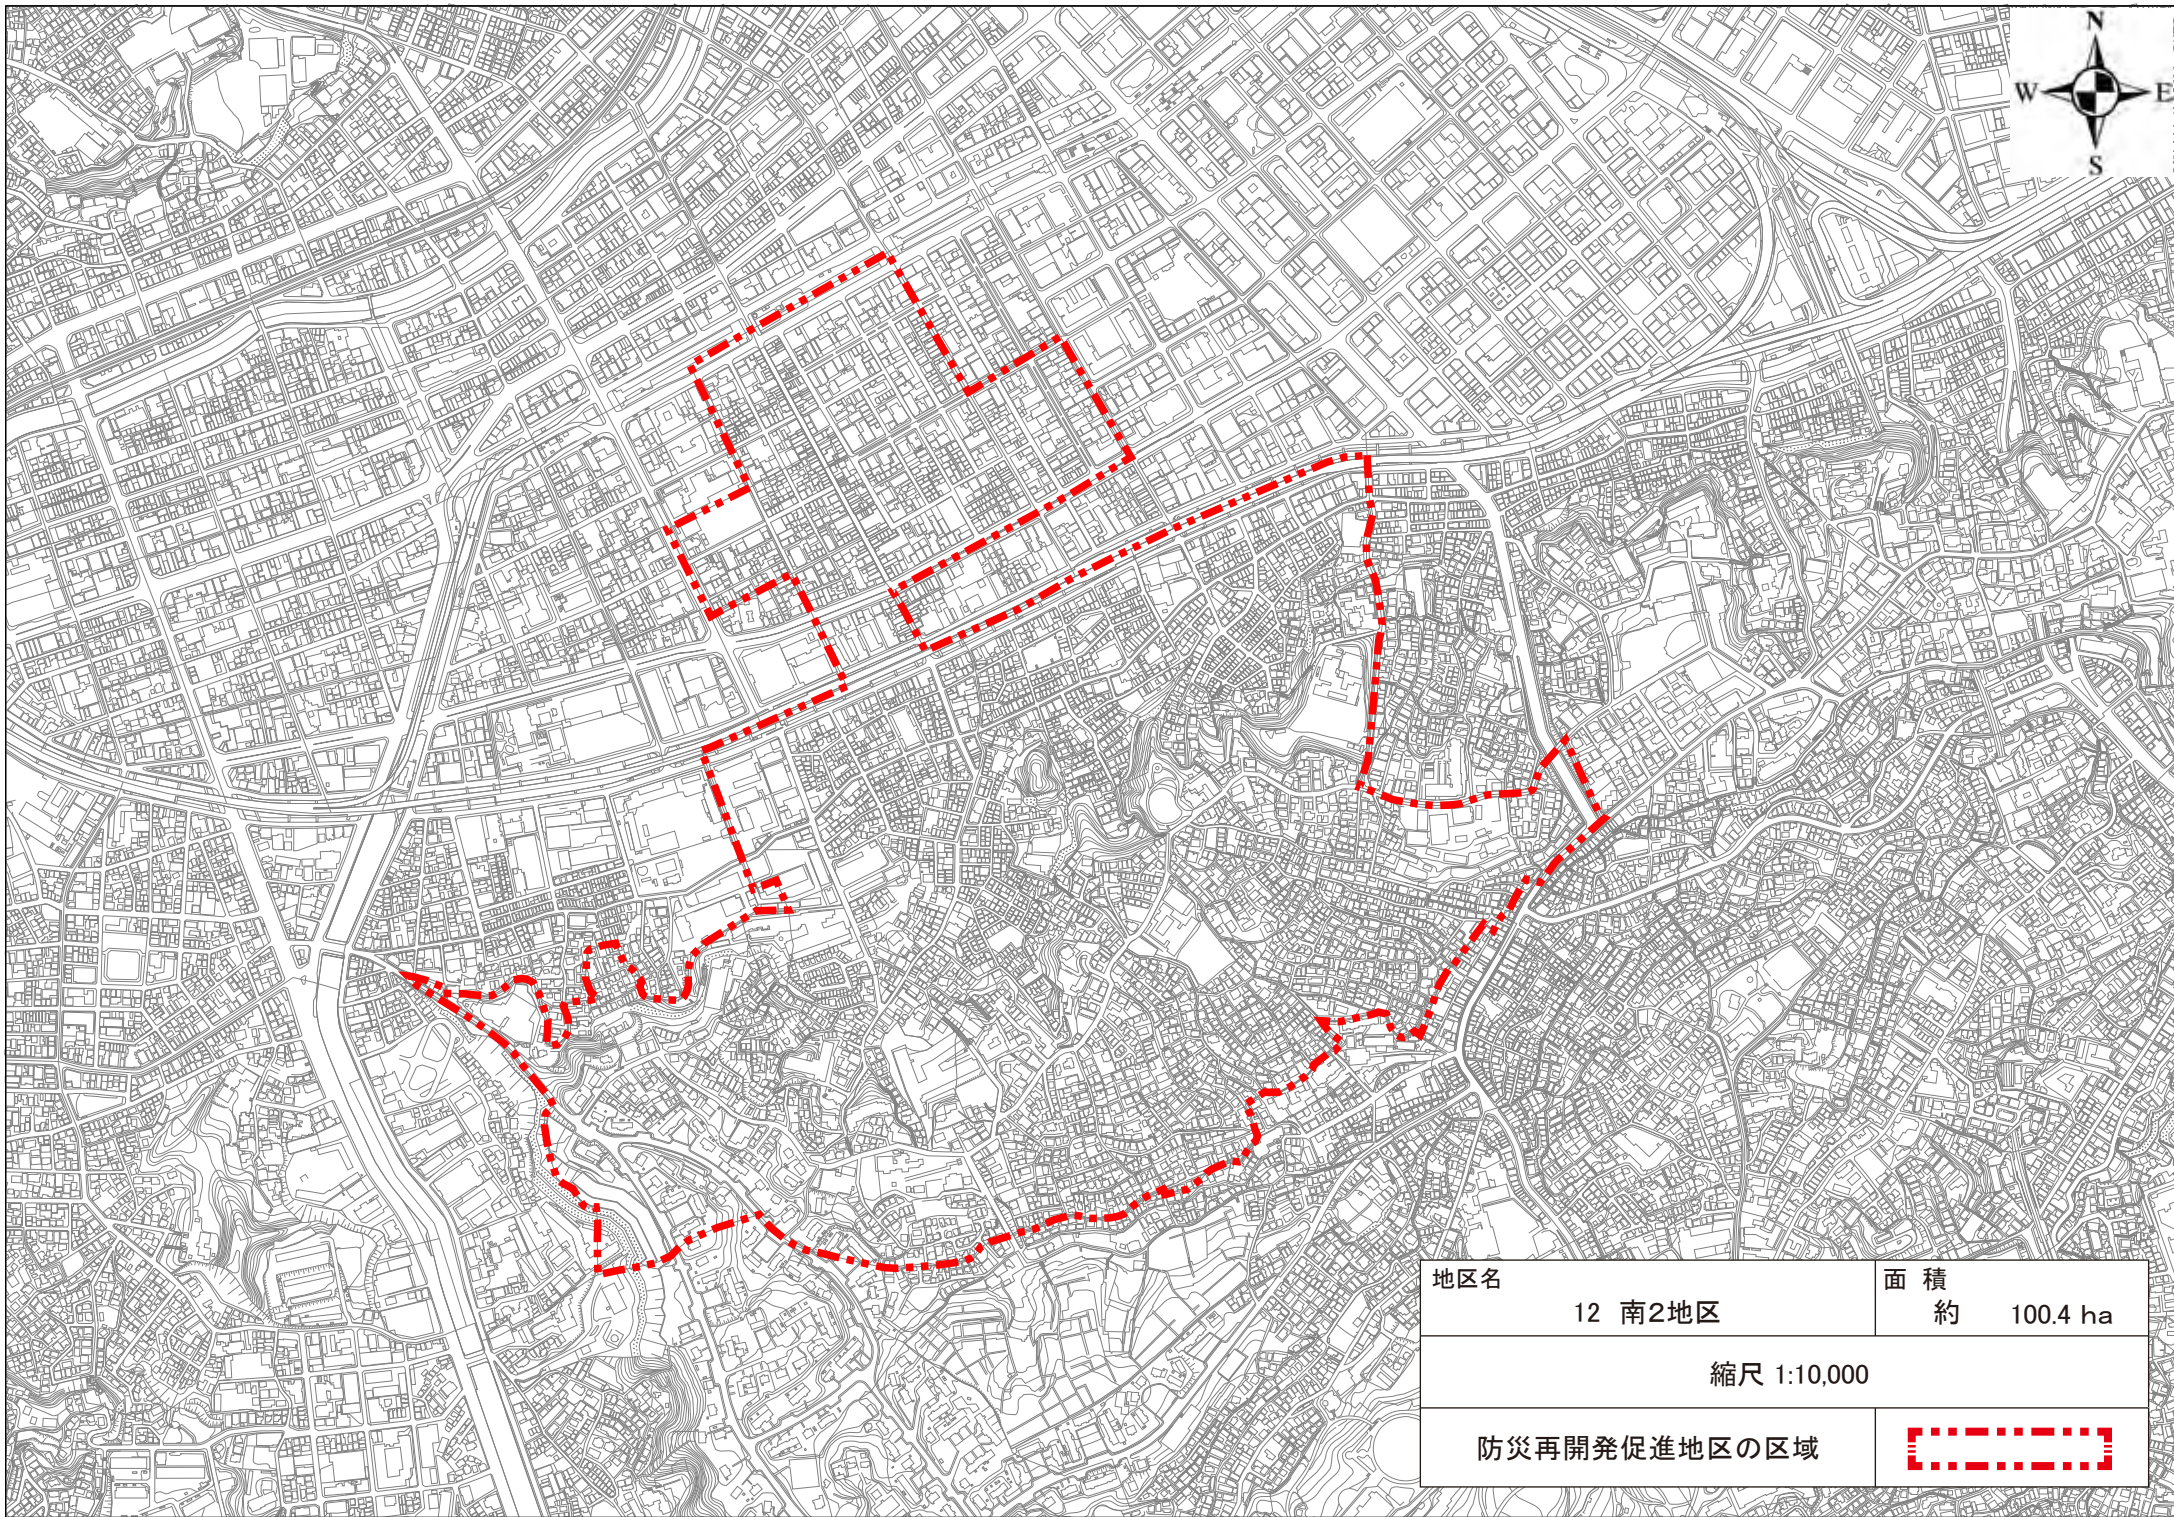 N
W E
S
地区名
12 南2地区
面 積
約 100.4 ha
縮尺 1:10,000
防災再開発促進地区の区域